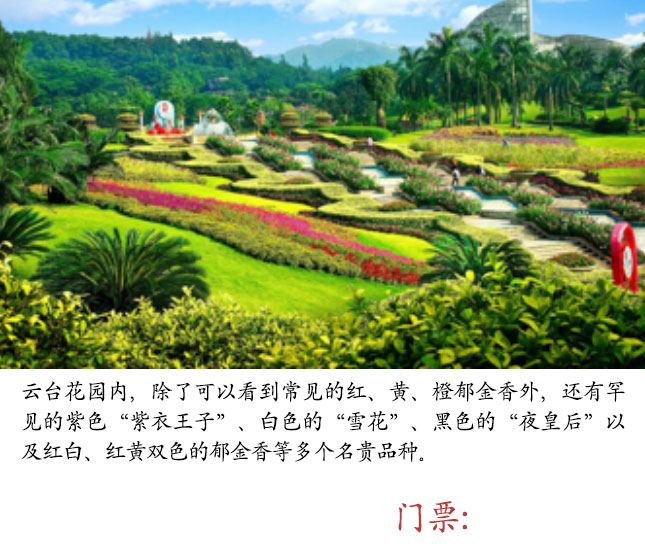 云台花园内，除了可以看到常见的红、黄、橙郁金香外，还有罕
见的紫色“紫衣王子”、白色的“雪花”、黑色的“夜皇后”以
及红白、红黄双色的郁金香等多个名贵品种。
门票: